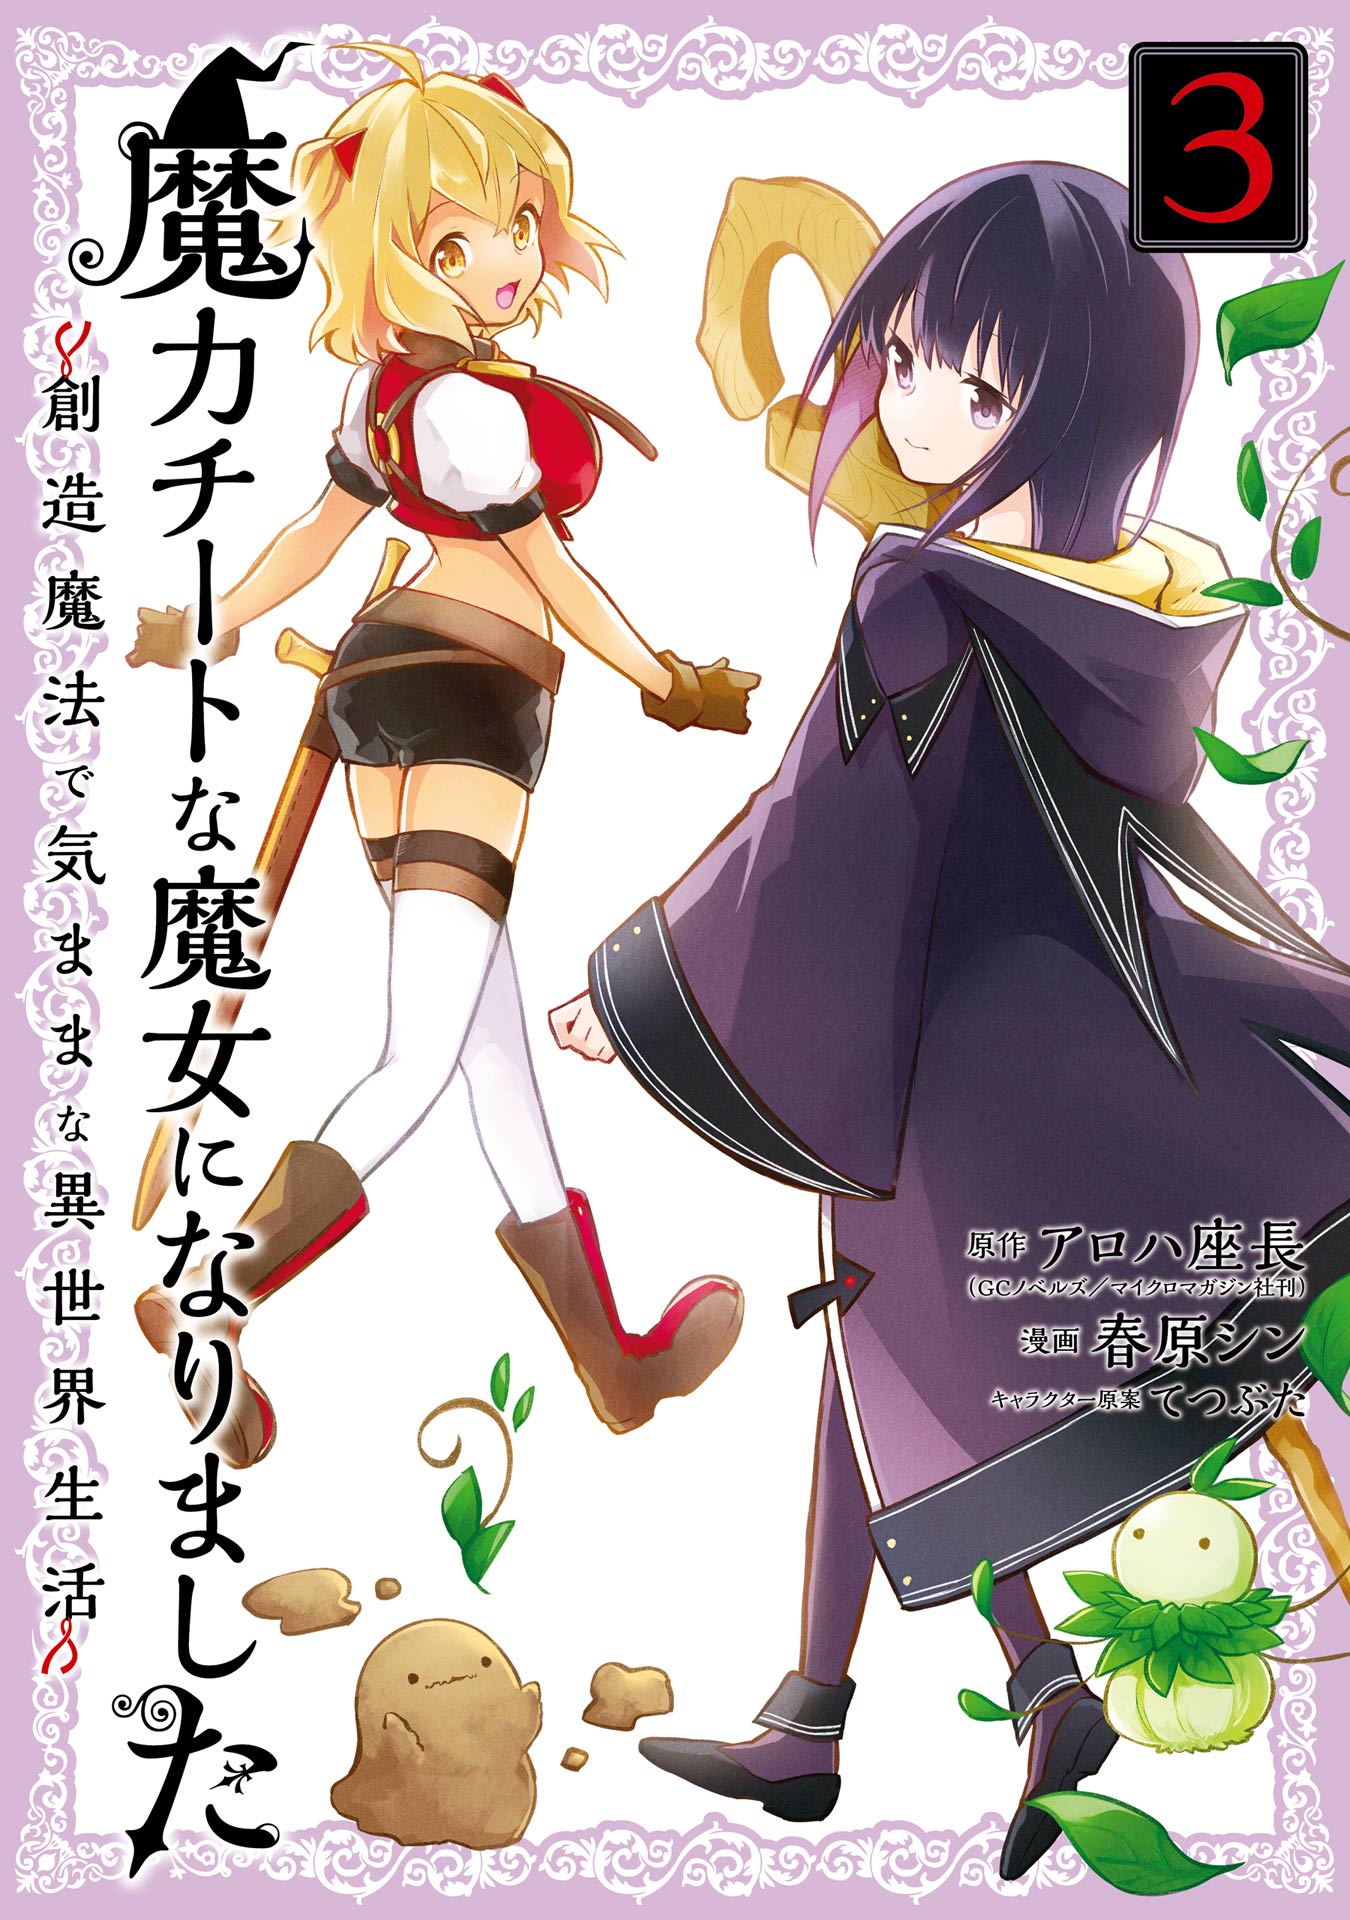 3
魔力チートな魔女になりました
創造魔法で気ままな異世界生活
原作 アロハ座長
(GCノベルズ／マイクロマガジン社刊)
漫画 春原シン
キャラクター原案 てつぶた